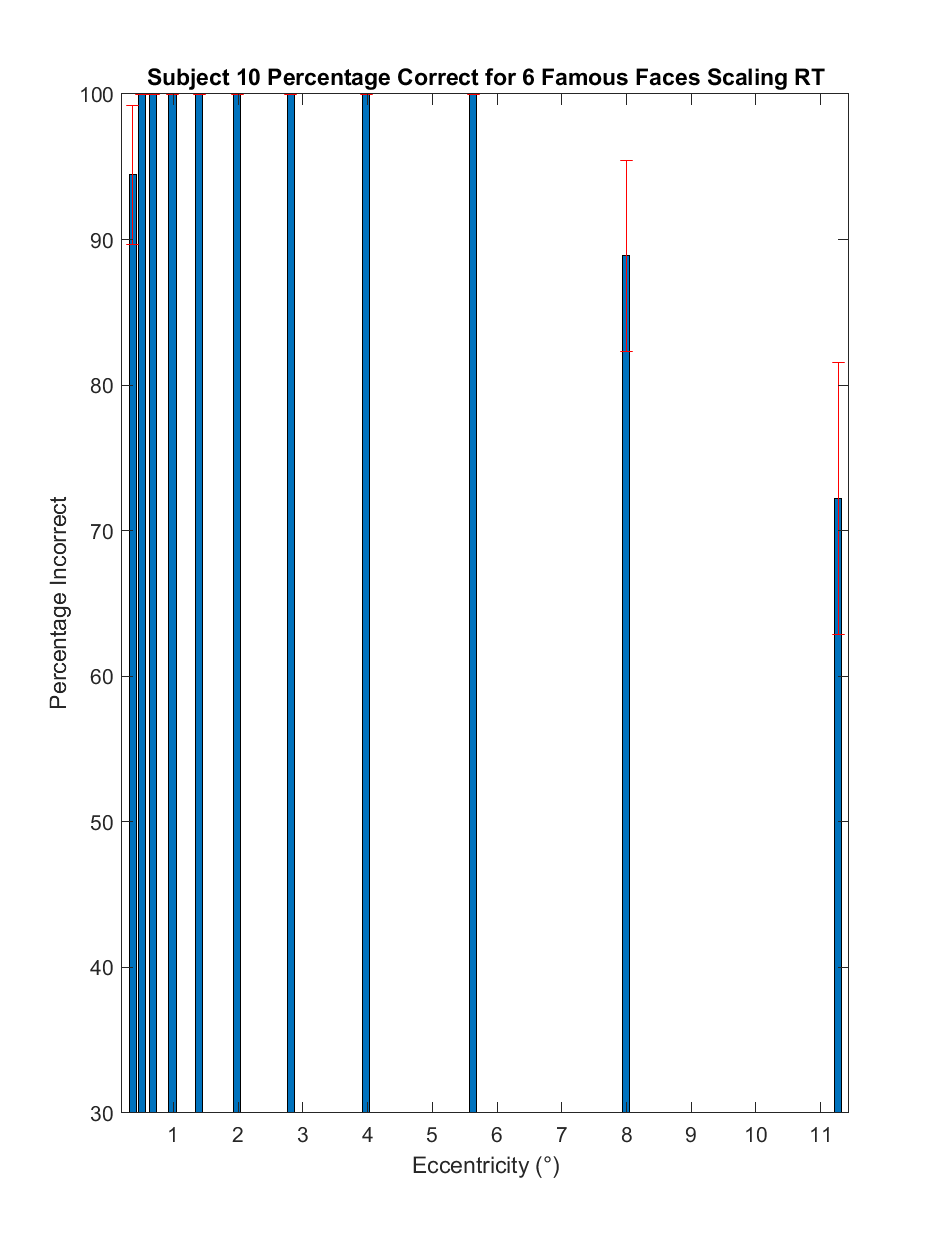 Subject 10 Percentage Correct for 6 Famous Faces Scaling RT
100
90
80
70
60
50
40
30
Percentage Incorrect
1 2 3 4 5 6 7 8 9 10 11
Eccentricity (°)